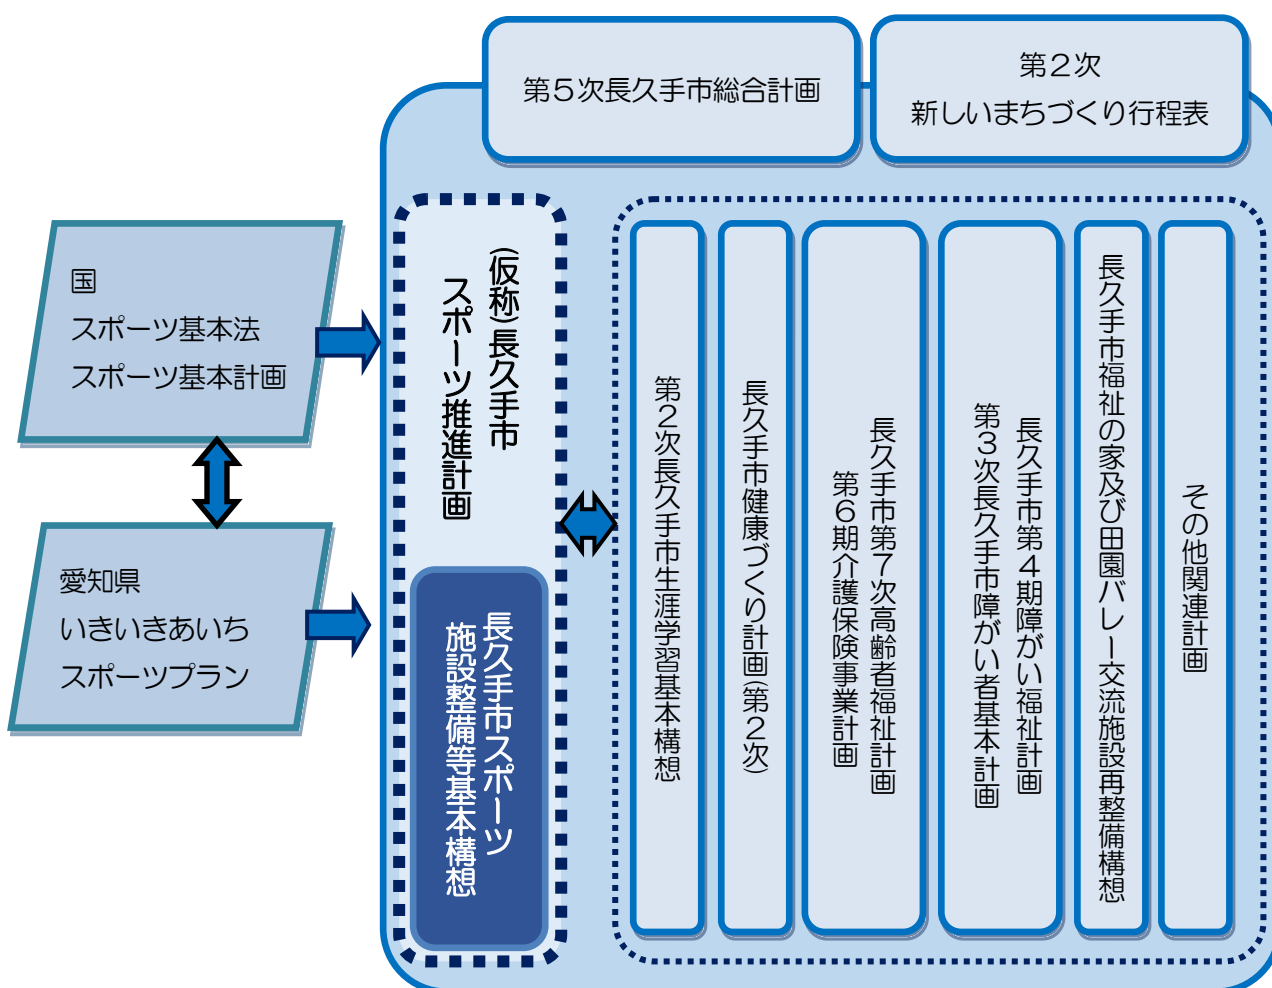 第５次長久手市総合計画
第２次
新しいまちづくり行程表
国
スポーツ基本法
スポーツ基本計画
愛知県
いきいきあいち
スポーツプラン
(仮称)長久手市
スポーツ推進計画
長久手市スポーツ
施設整備等基本構想
第２次長久手市生涯学習基本構想
長久手市健康づくり計画(第２次)
長久手市第７次高齢者福祉計画
第６期介護保険事業計画
長久手市第４期障がい福祉計画
第３次長久手市障がい者基本計画
長久手市福祉の家及び田園バレー交流施設再整備構想
その他関連計画